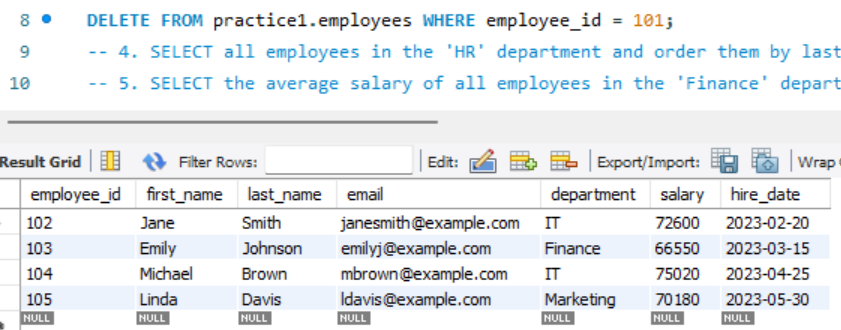 8 DELETE FROM practice1.employees WHERE employee_id = 101;
9 -- 4. SELECT all employees in the 'HR' department and order them by last
10 -- 5. SELECT the average salary of all employees in the 'Finance' depart
Result Grid Filter Rows: Edit: Export/Import: Wrap
employee_id first_name last_name email department salary hire_date
102 Jane Smith janesmith@example.com IT 72600 2023-02-20
103 Emily Johnson emilyj@example.com Finance 66550 2023-03-15
104 Michael Brown mbrown@example.com IT 75020 2023-04-25
105 Linda Davis ldavis@example.com Marketing 70180 2023-05-30
NULL NULL NULL NULL NULL NULL NULL